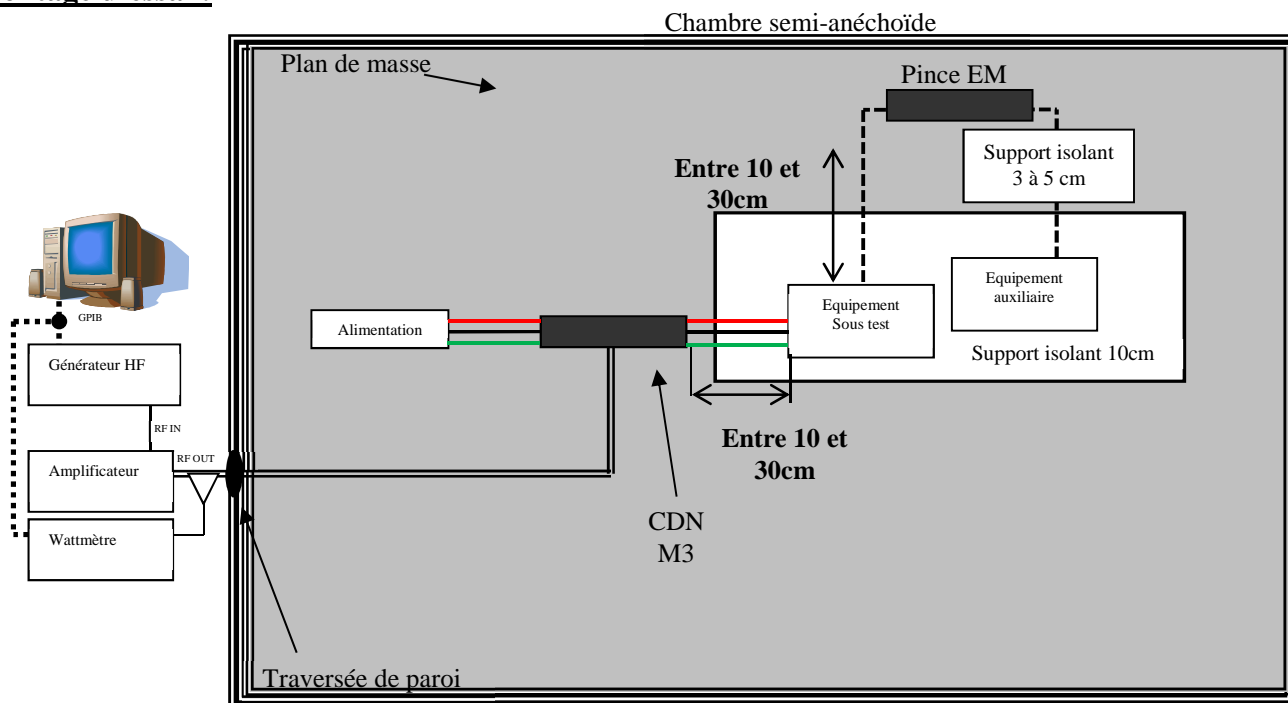 Chambre semi-anéchoïde
Plan de masse
Pince EM
Support isolant
3 à 5 cm
Entre 10 et
30cm
Equipement
auxiliaire
Equipement
Sous test
Support isolant 10cm
Alimentation
GPIB
Générateur HF
RF IN
RF OUT
Amplificateur
Wattmètre
Entre 10 et
30cm
CDN
M3
Traversée de paroi